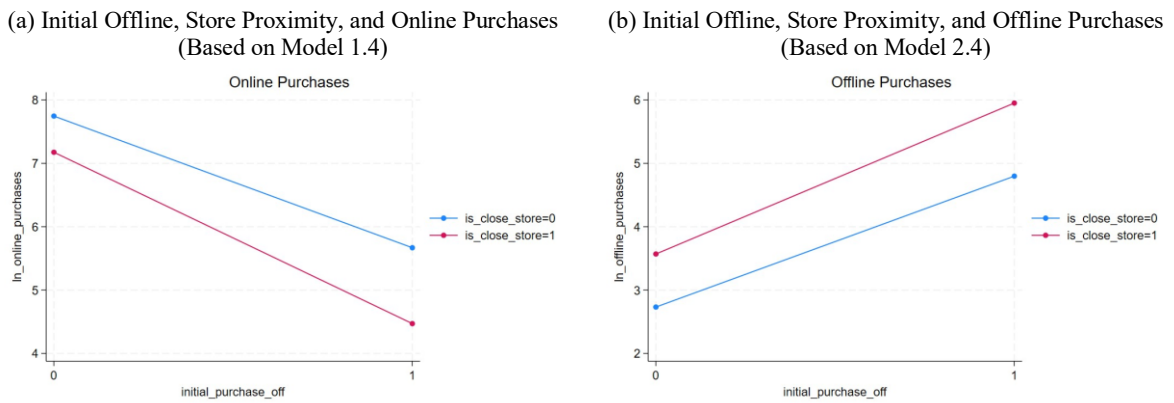 (a) Initial Offline, Store Proximity, and Online Purchases
(Based on Model 1.4)
Online Purchases
8
7
6
5
4
ln_online_purchases
0
1
initial_purchase_off
is_close_store=0
is_close_store=1
(b) Initial Offline, Store Proximity, and Offline Purchases
(Based on Model 2.4)
Offline Purchases
6
5
4
3
2
ln_offline_purchases
0
1
initial_purchase_off
is_close_store=0
is_close_store=1